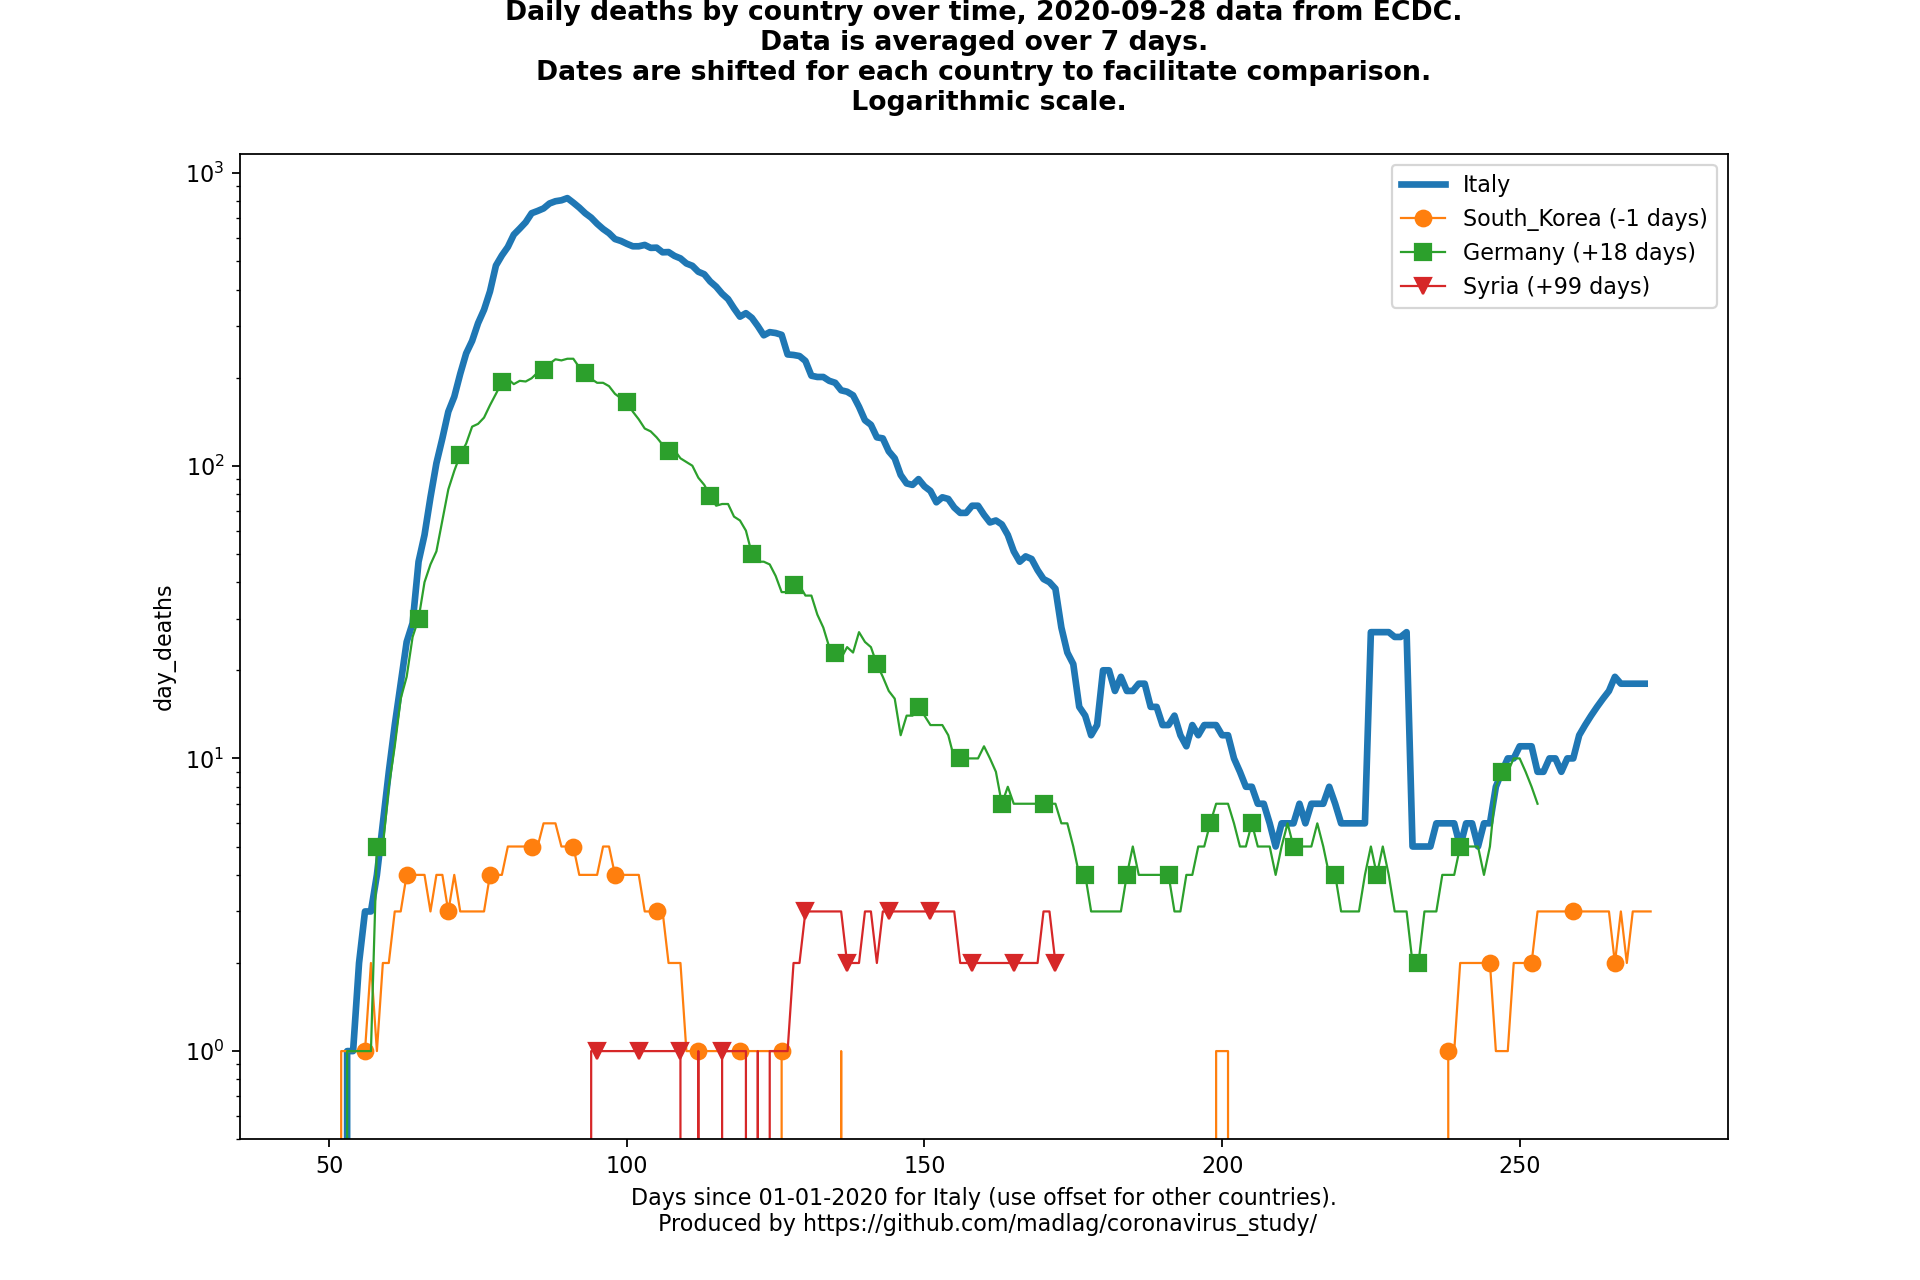 Daily deaths by country over time, 2020-09-28 data from ECDC.
Data is averaged over 7 days.
Dates are shifted for each country to facilitate comparison.
Logarithmic scale.
10³
10²
10¹
10⁰
day_deaths
Italy
South_Korea (-1 days)
Germany (+18 days)
Syria (+99 days)
50 100 150 200 250
Days since 01-01-2020 for Italy (use offset for other countries).
Produced by https://github.com/madlag/coronavirus_study/